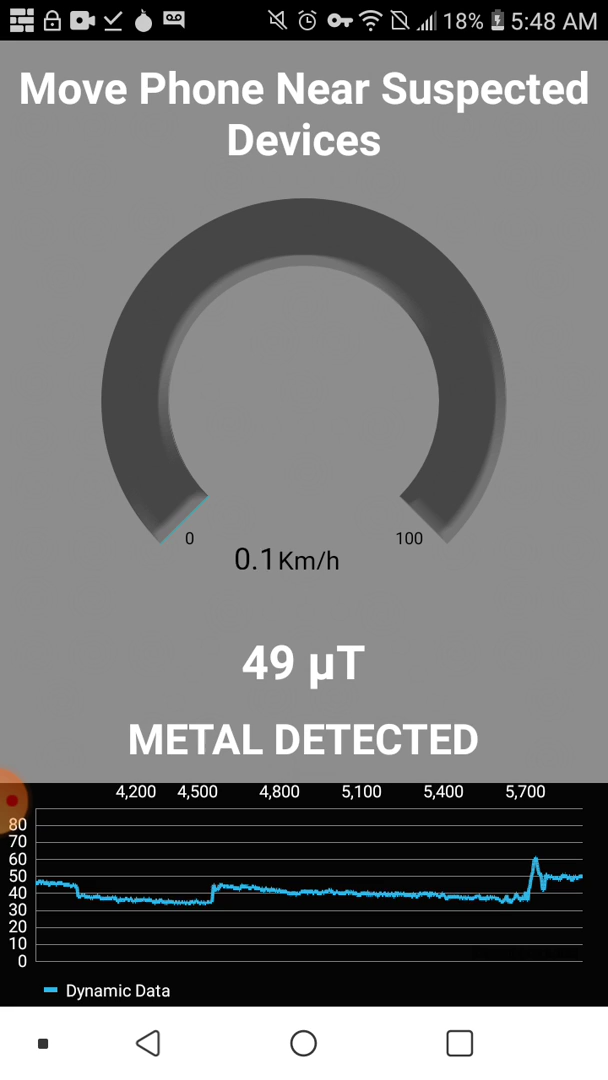 18% 5:48 AM
Move Phone Near Suspected
Devices
0 100
0.1Km/h
49 µT
METAL DETECTED
4,200 4,500 4,800 5,100 5,400 5,700
80
70
60
50
40
30
20
10
0
Dynamic Data